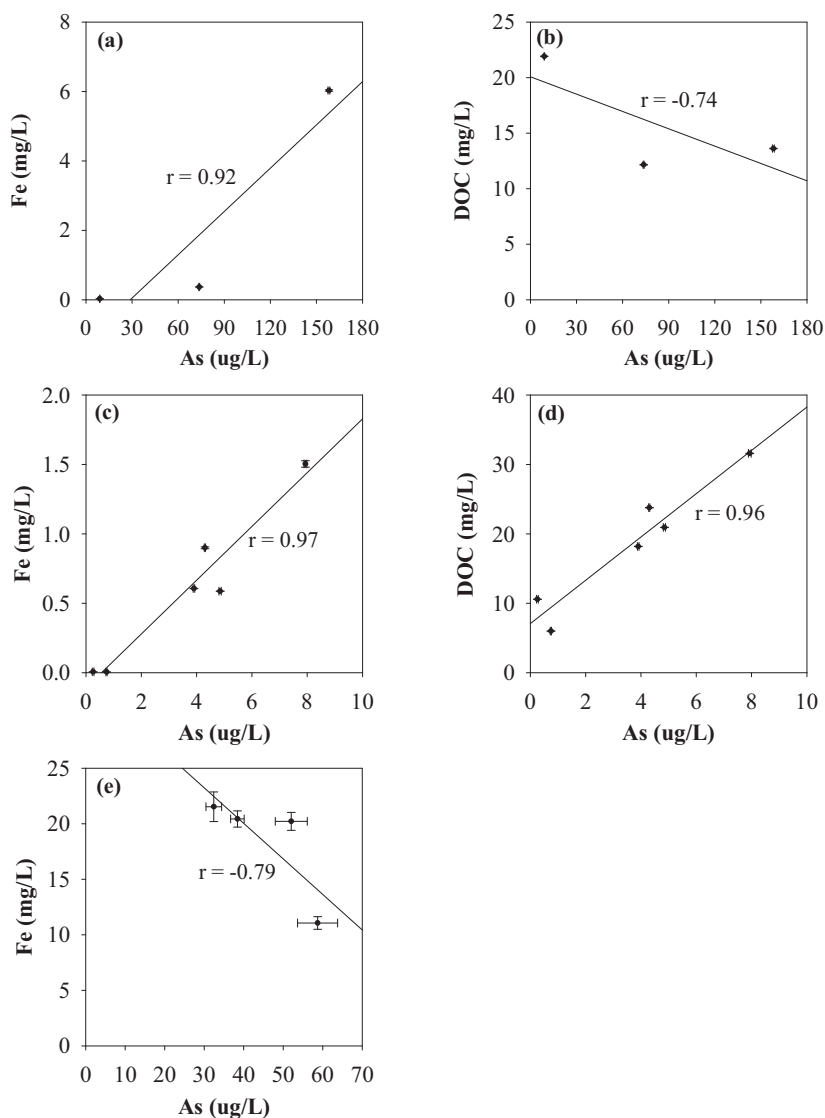 (a)
8
6
4
2
0
Fe (mg/L)
r = 0.92
0 30 60 90 120 150 180
As (ug/L)
(b)
25
20
15
10
5
0
DOC (mg/L)
r = -0.74
0 30 60 90 120 150 180
As (ug/L)
(c)
2.0
1.5
1.0
0.5
0.0
Fe (mg/L)
r = 0.97
0 2 4 6 8 10
As (ug/L)
(d)
40
30
20
10
0
DOC (mg/L)
r = 0.96
0 2 4 6 8 10
As (ug/L)
(e)
25
20
15
10
5
0
Fe (mg/L)
r = -0.79
0 10 20 30 40 50 60 70
As (ug/L)